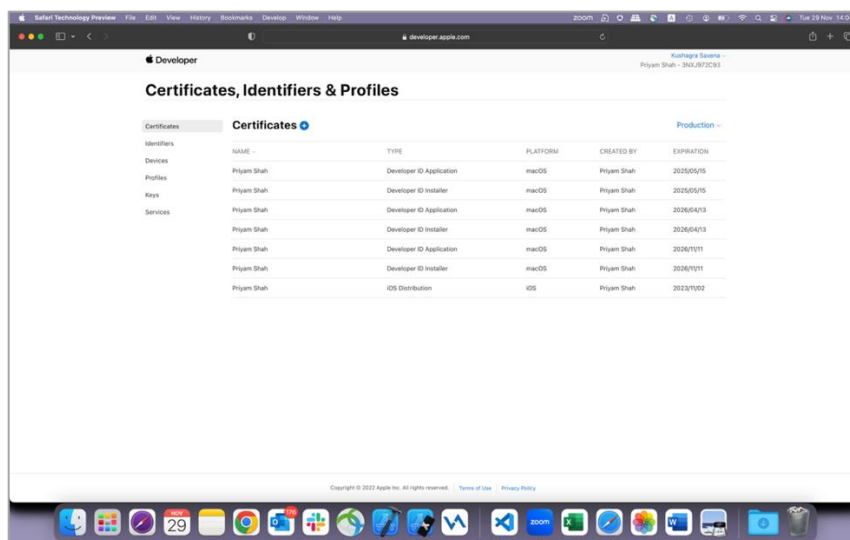 Safari Technology Preview File Edit View History Bookmarks Develop Window Help zoom Tue 29 Nov 14:0
developer.apple.com
Developer
Kushagra Saxena
Priyam Shah - 3NXJ972C93
Certificates, Identifiers & Profiles
Certificates
Identifiers
Devices
Profiles
Keys
Services
Certificates
Production
NAME TYPE PLATFORM CREATED BY EXPIRATION
Priyam Shah Developer ID Application macOS Priyam Shah 2025/05/15
Priyam Shah Developer ID Installer macOS Priyam Shah 2025/05/15
Priyam Shah Developer ID Application macOS Priyam Shah 2026/04/13
Priyam Shah Developer ID Installer macOS Priyam Shah 2026/04/13
Priyam Shah Developer ID Application macOS Priyam Shah 2026/11/11
Priyam Shah Developer ID Installer macOS Priyam Shah 2026/11/11
Priyam Shah iOS Distribution iOS Priyam Shah 2023/11/02
Copyright © 2022 Apple Inc. All rights reserved. Terms of Use Privacy Policy
NOV
29
zoom